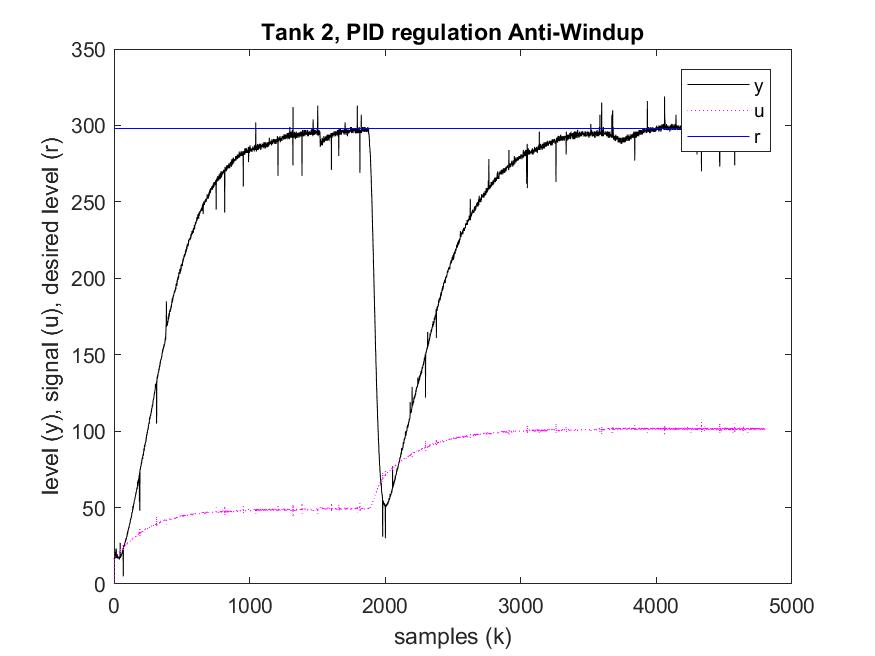 Tank 2, PID regulation Anti-Windup
level (y), signal (u), desired level (r)
350
300
250
200
150
100
50
0
0 1000 2000 3000 4000 5000
samples (k)
y
u
r